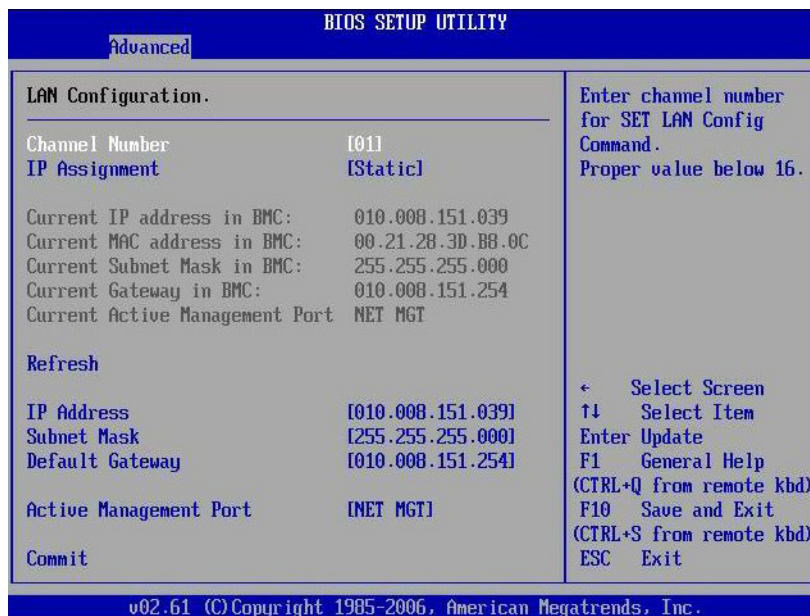 BIOS SETUP UTILITY
Advanced
LAN Configuration.
Channel Number [01]
IP Assignment [Static]
Current IP address in BMC: 010.008.151.039
Current MAC address in BMC: 00.21.28.3D.B8.0C
Current Subnet Mask in BMC: 255.255.255.000
Current Gateway in BMC: 010.008.151.254
Current Active Management Port NET MGT
Refresh
IP Address [010.008.151.039]
Subnet Mask [255.255.255.000]
Default Gateway [010.008.151.254]
Active Management Port [NET MGT]
Commit
Enter channel number
for SET LAN Config
Command.
Proper value below 16.
← Select Screen
↑↓ Select Item
Enter Update
F1 General Help
(CTRL+Q from remote kbd)
F10 Save and Exit
(CTRL+S from remote kbd)
ESC Exit
v02.61 (C)Copyright 1985-2006, American Megatrends, Inc.